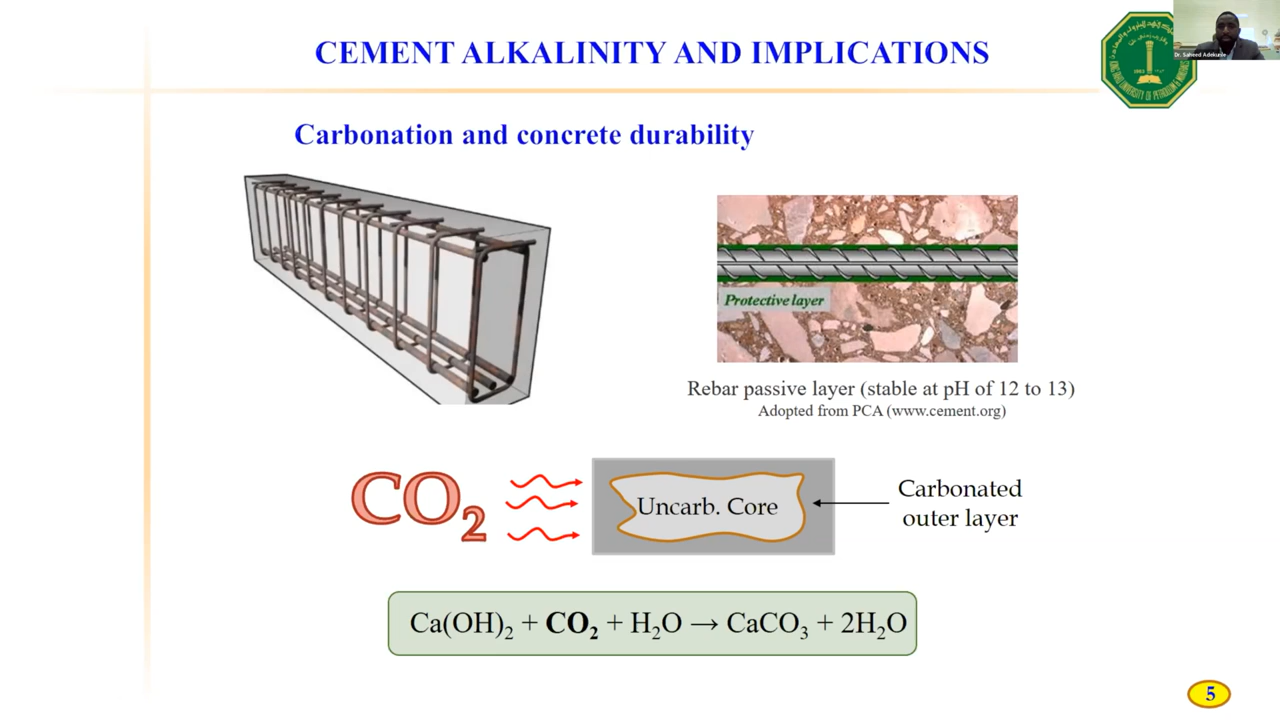 CEMENT ALKALINITY AND IMPLICATIONS
Dr. Saheed Adekunle
1963
Carbonation and concrete durability
Protective layer
Rebar passive layer (stable at pH of 12 to 13)
Adopted from PCA (www.cement.org)
CO₂
Uncarb. Core
Carbonated
outer layer
Ca(OH)₂ + CO₂ + H₂O → CaCO₃ + 2H₂O
5